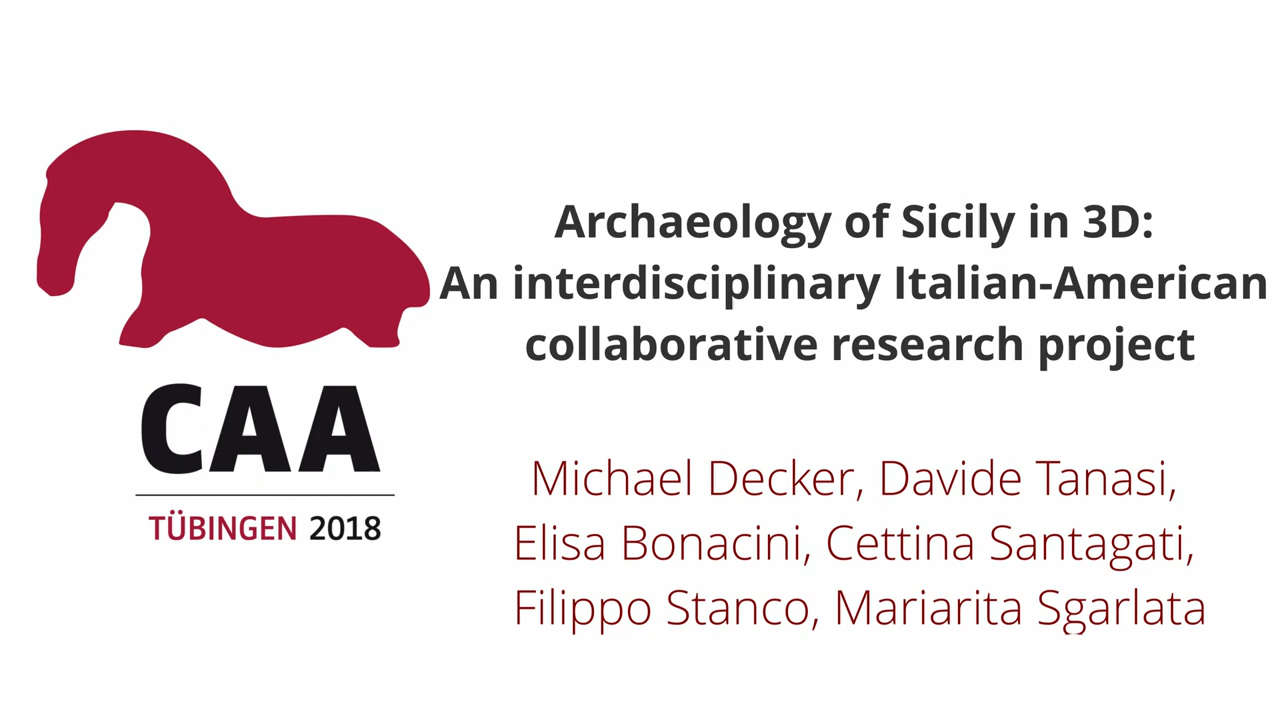 CAA
TÜBINGEN 2018
Archaeology of Sicily in 3D:
An interdisciplinary Italian-American
collaborative research project
Michael Decker, Davide Tanasi,
Elisa Bonacini, Cettina Santagati,
Filippo Stanco, Mariarita Sgarlata